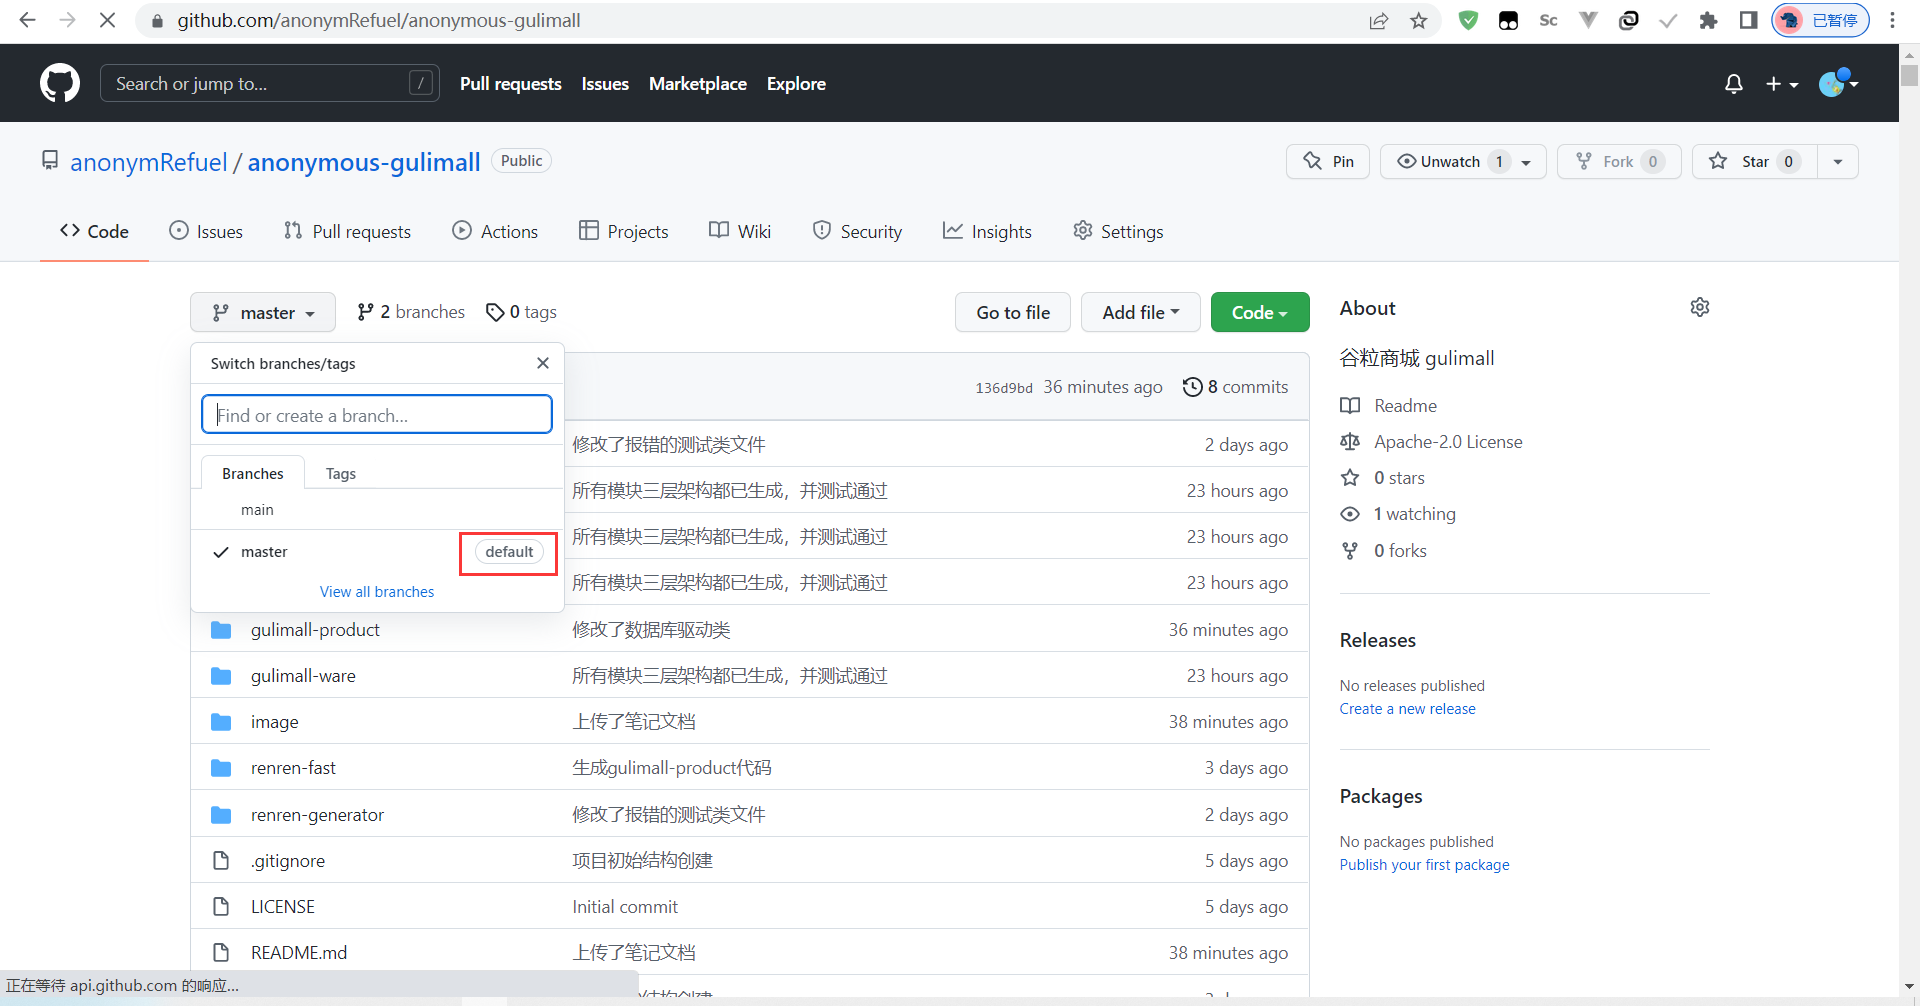 github.com/anonymRefuel/anonymous-gulimall
Sc
已暂停
Search or jump to...
/
Pull requests
Issues
Marketplace
Explore
anonymRefuel / anonymous-gulimall
Public
Pin
Unwatch 1
Fork 0
Star 0
Code
Issues
Pull requests
Actions
Projects
Wiki
Security
Insights
Settings
master
2 branches
0 tags
Go to file
Add file
Code
About
谷粒商城 gulimall
Readme
Apache-2.0 License
0 stars
1 watching
0 forks
Releases
No releases published
Create a new release
Packages
No packages published
Publish your first package
Switch branches/tags
Find or create a branch...
Branches
Tags
main
master
default
View all branches
136d9bd 36 minutes ago
8 commits
修改了报错的测试类文件 2 days ago
所有模块三层架构都已生成，并测试通过 23 hours ago
所有模块三层架构都已生成，并测试通过 23 hours ago
所有模块三层架构都已生成，并测试通过 23 hours ago
gulimall-product 修改了数据库驱动类 36 minutes ago
gulimall-ware 所有模块三层架构都已生成，并测试通过 23 hours ago
image 上传了笔记文档 38 minutes ago
renren-fast 生成gulimall-product代码 3 days ago
renren-generator 修改了报错的测试类文件 2 days ago
.gitignore 项目初始结构创建 5 days ago
LICENSE Initial commit 5 days ago
README.md 上传了笔记文档 38 minutes ago
正在等待 api.github.com 的响应...